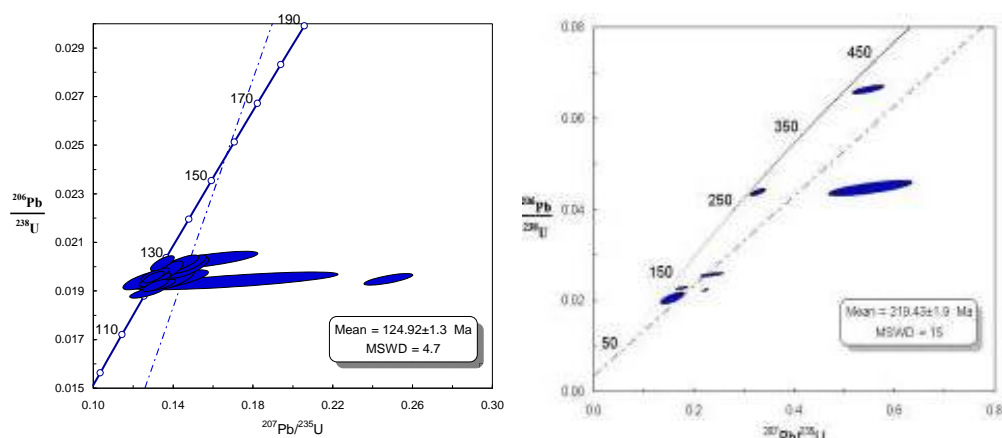 0.030
0.027
0.024
0.021
0.019
0.017
0.015
206Pb
238U
190
170
150
130
110
Mean = 124.92±1.3 Ma
MSWD = 4.7
0.10 0.14 0.18 0.22 0.26 0.30
207Pb/235U
0.08
0.06
0.04
0.02
0.00
206Pb
238U
450
350
250
150
50
Mean = 219.43±1.9 Ma
MSWD = 15
0.0 0.2 0.4 0.6 0.8
207Pb/235U